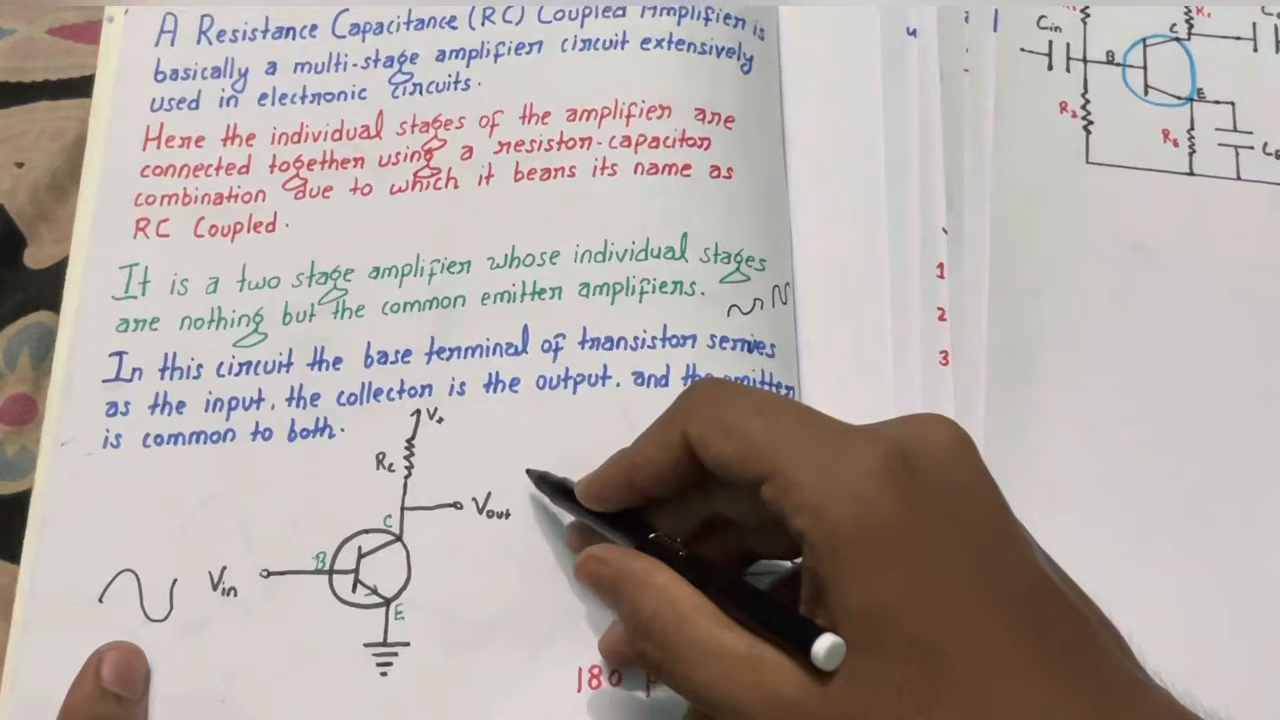 A Resistance Capacitance (RC) Coupled Amplifier is
basically a multi-stage amplifier circuit extensively
used in electronic circuits.
Here the individual stages of the amplifier are
connected together using a resistor-capacitor
combination due to which it bears its name as
RC Coupled.
It is a two stage amplifier whose individual stages
are nothing but the common emitter amplifiers.
In this circuit the base terminal of transistor serves
as the input, the collector is the output, and the emitter
is common to both.
V+
Rc
C
Vout
B
Vin
E
180
Cin
C
B
E
R2
RE
1
2
3